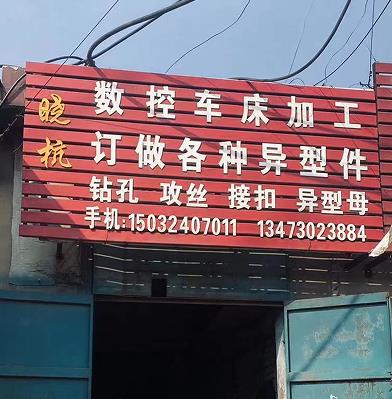 晓杭
数控车床加工
订做各种异型件
钻孔 攻丝 接扣 异型母
手机:15032407011 13473023884